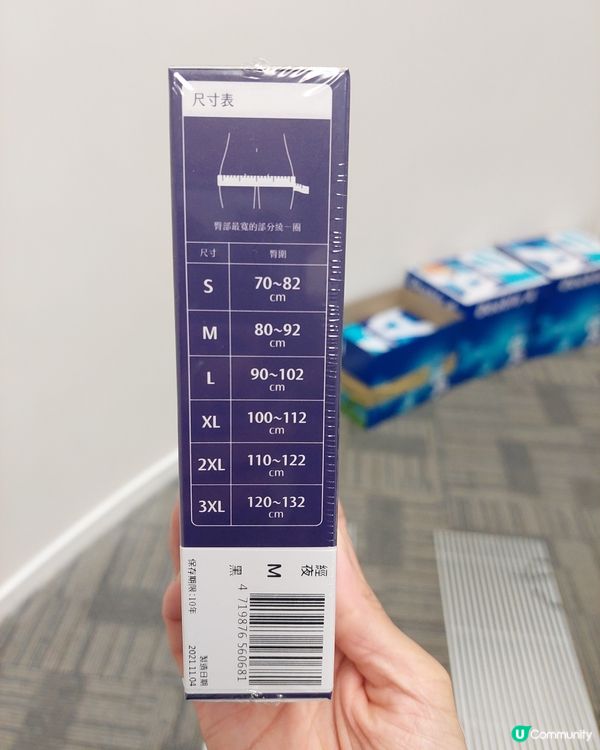 尺寸表
臀部最寬的部分繞一圈
尺寸 臀圍
S 70~82 cm
M 80~92 cm
L 90~102 cm
XL 100~112 cm
2XL 110~122 cm
3XL 120~132 cm
經夜
M
黑
4 719876 560681
保存期限:10年
製造日期
2021 11 04
U Community